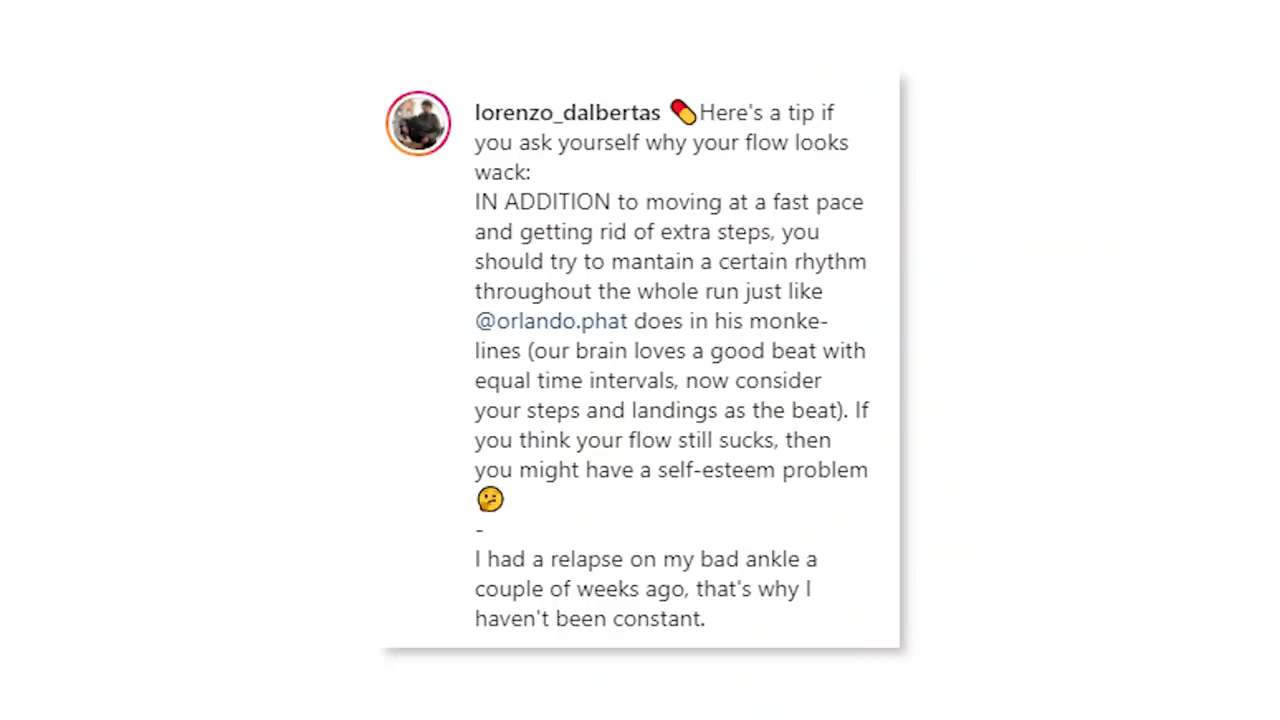 lorenzo_dalbertas 💊Here's a tip if
you ask yourself why your flow looks
wack:
IN ADDITION to moving at a fast pace
and getting rid of extra steps, you
should try to mantain a certain rhythm
throughout the whole run just like
@orlando.phat does in his monke-
lines (our brain loves a good beat with
equal time intervals, now consider
your steps and landings as the beat). If
you think your flow still sucks, then
you might have a self-esteem problem
🤔
-
I had a relapse on my bad ankle a
couple of weeks ago, that's why I
haven't been constant.